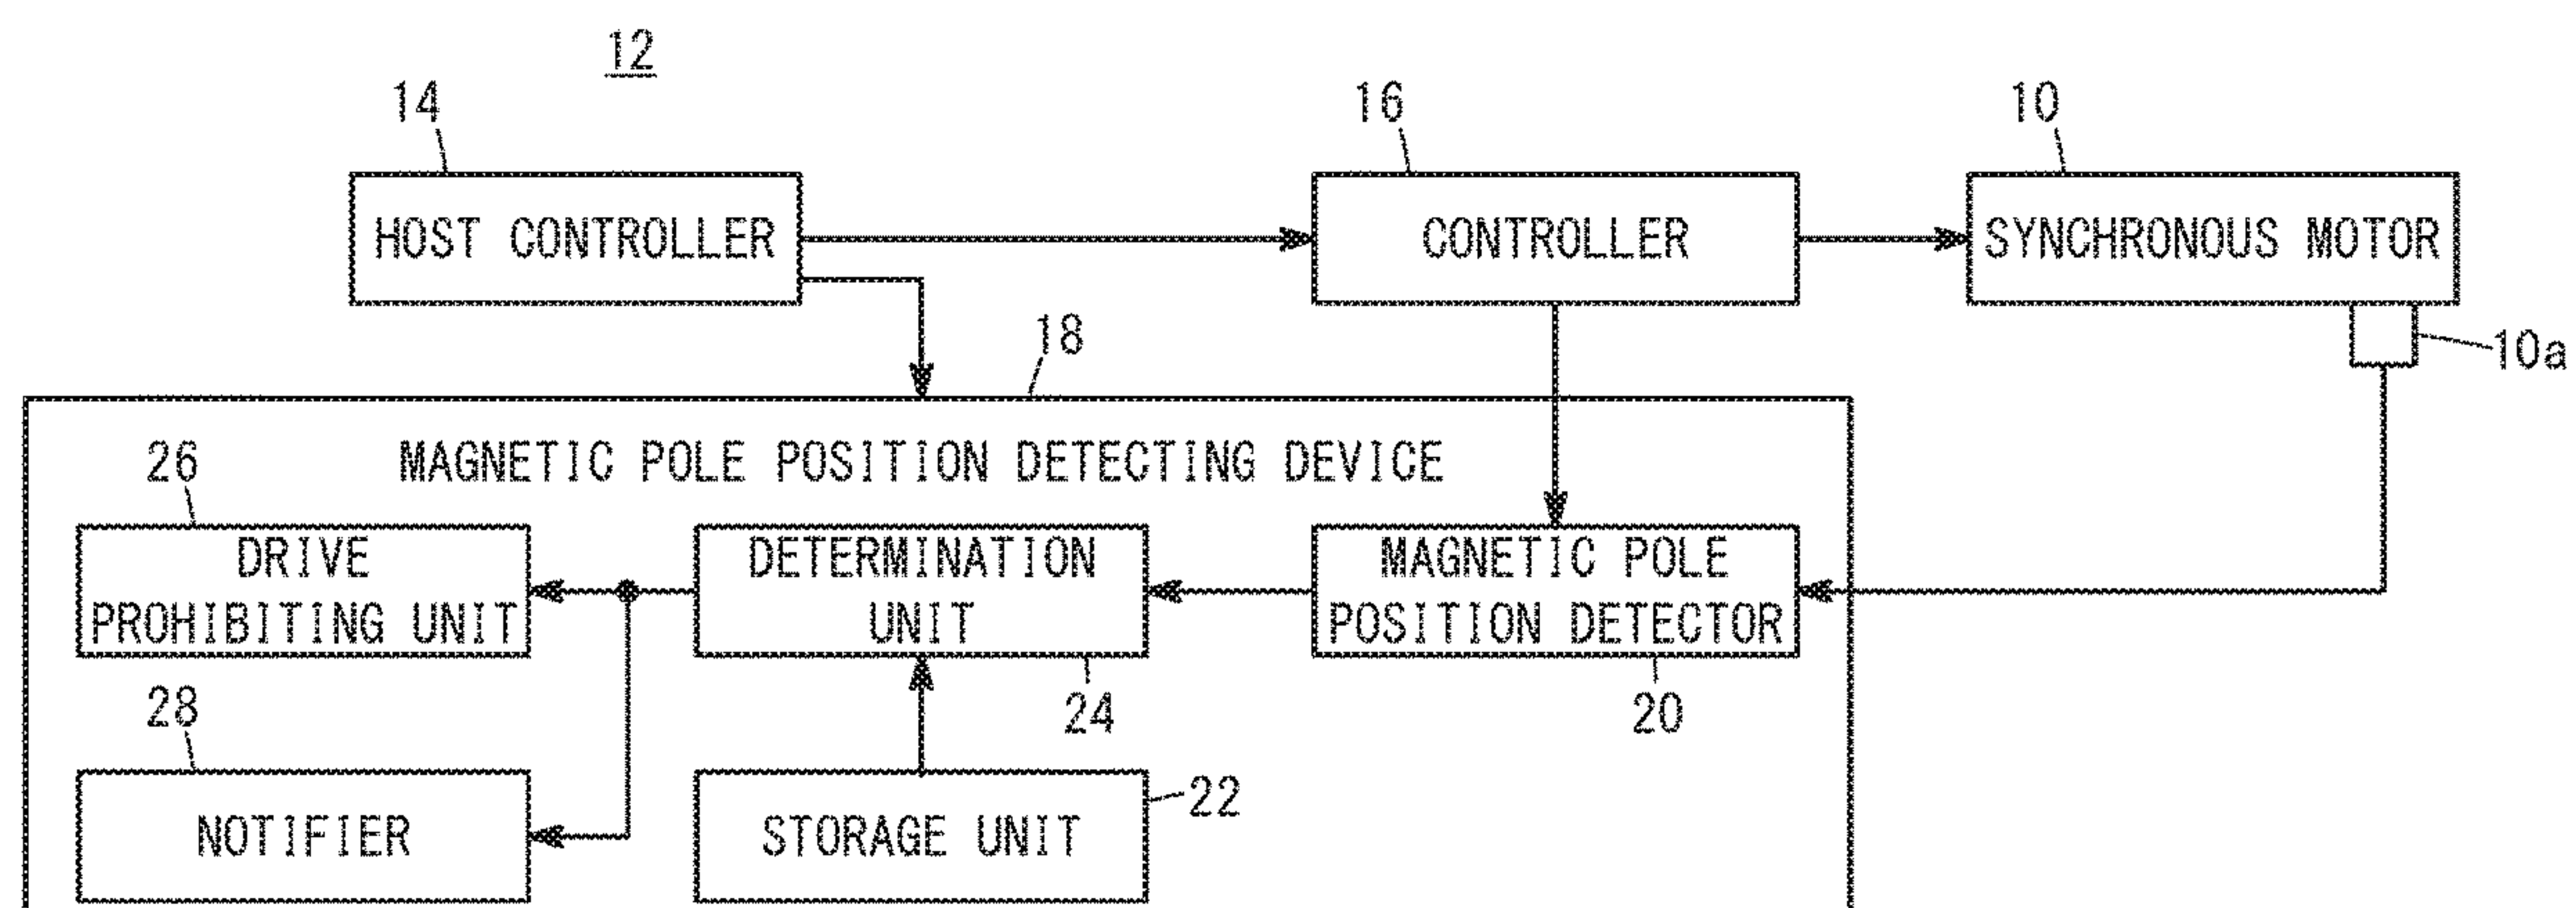 12
14
16
10
HOST CONTROLLER
CONTROLLER
SYNCHRONOUS MOTOR
10a
18
MAGNETIC POLE POSITION DETECTING DEVICE
26
DRIVE
PROHIBITING UNIT
DETERMINATION
UNIT
MAGNETIC POLE
POSITION DETECTOR
24
20
28
NOTIFIER
STORAGE UNIT
22